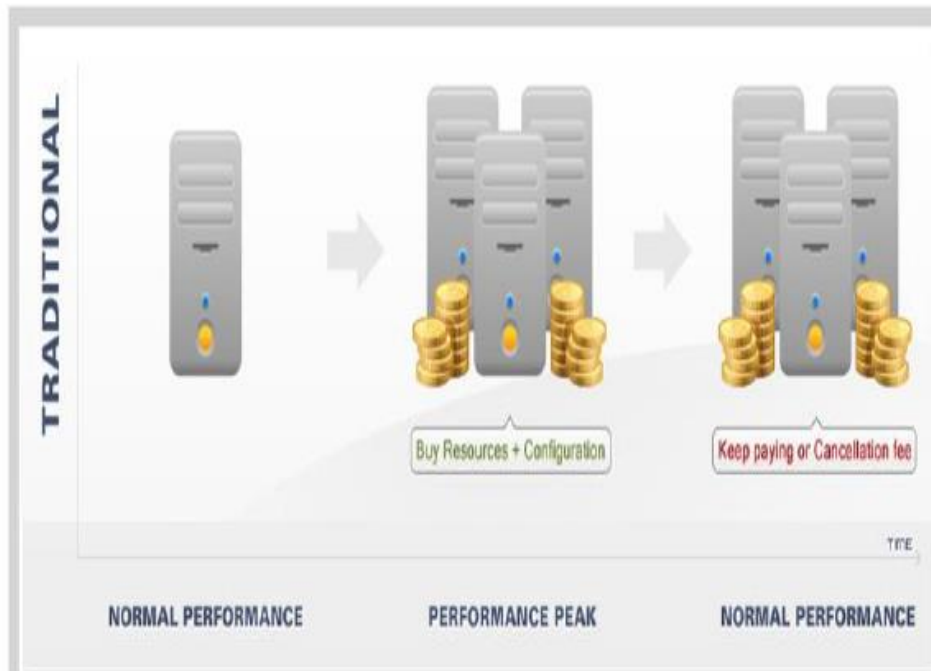 TRADITIONAL
Buy Resources + Configuration
Keep paying or Cancellation fee
TIME
NORMAL PERFORMANCE
PERFORMANCE PEAK
NORMAL PERFORMANCE